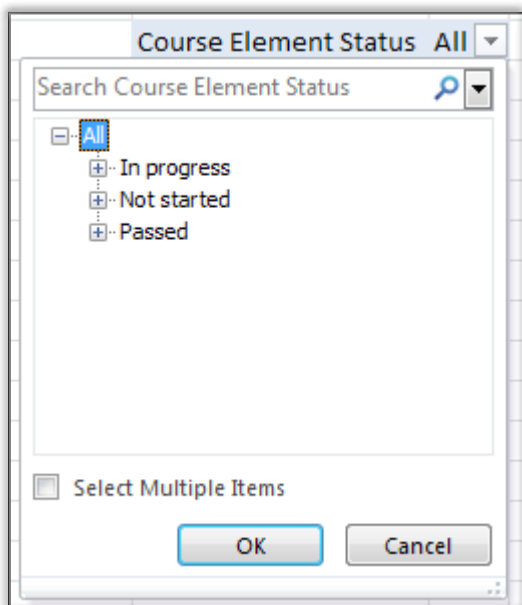 Course Element Status All
Search Course Element Status
All
In progress
Not started
Passed
Select Multiple Items
OK Cancel